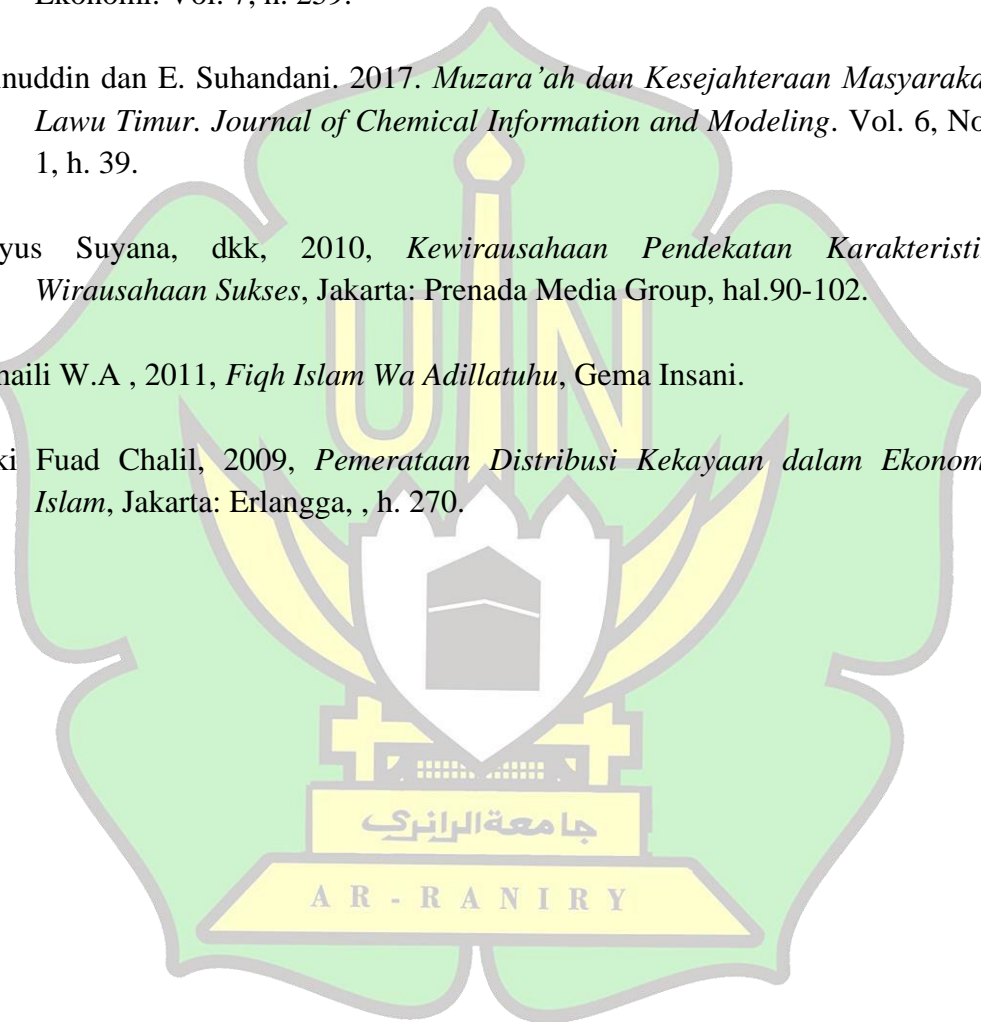 Ekonomi. Vol. 7, h. 259.
nuddin dan E. Suhandani. 2017. Muzara’ah dan Kesejahteraan Masyaraka
Lawu Timur. Journal of Chemical Information and Modeling. Vol. 6, No
1, h. 39.
yus Suyana, dkk, 2010, Kewirausahaan Pendekatan Karakteristi
Wirausahaan Sukses, Jakarta: Prenada Media Group, hal.90-102.
haili W.A , 2011, Fiqh Islam Wa Adillatuhu, Gema Insani.
ki Fuad Chalil, 2009, Pemerataan Distribusi Kekayaan dalam Ekonom
Islam, Jakarta: Erlangga, , h. 270.
UIN
جامعة الرانري
AR-RANIRY